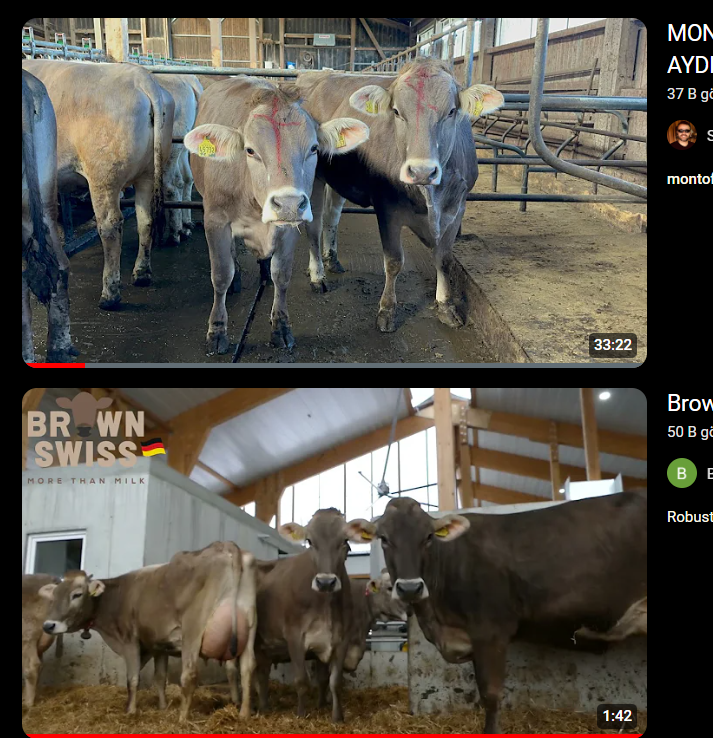 MON
AYDI
37 B gö
S
montof
33:22
BROWN
SWISS
MORE THAN MILK
Brow
50 B gö
B
B
Robust
1:42